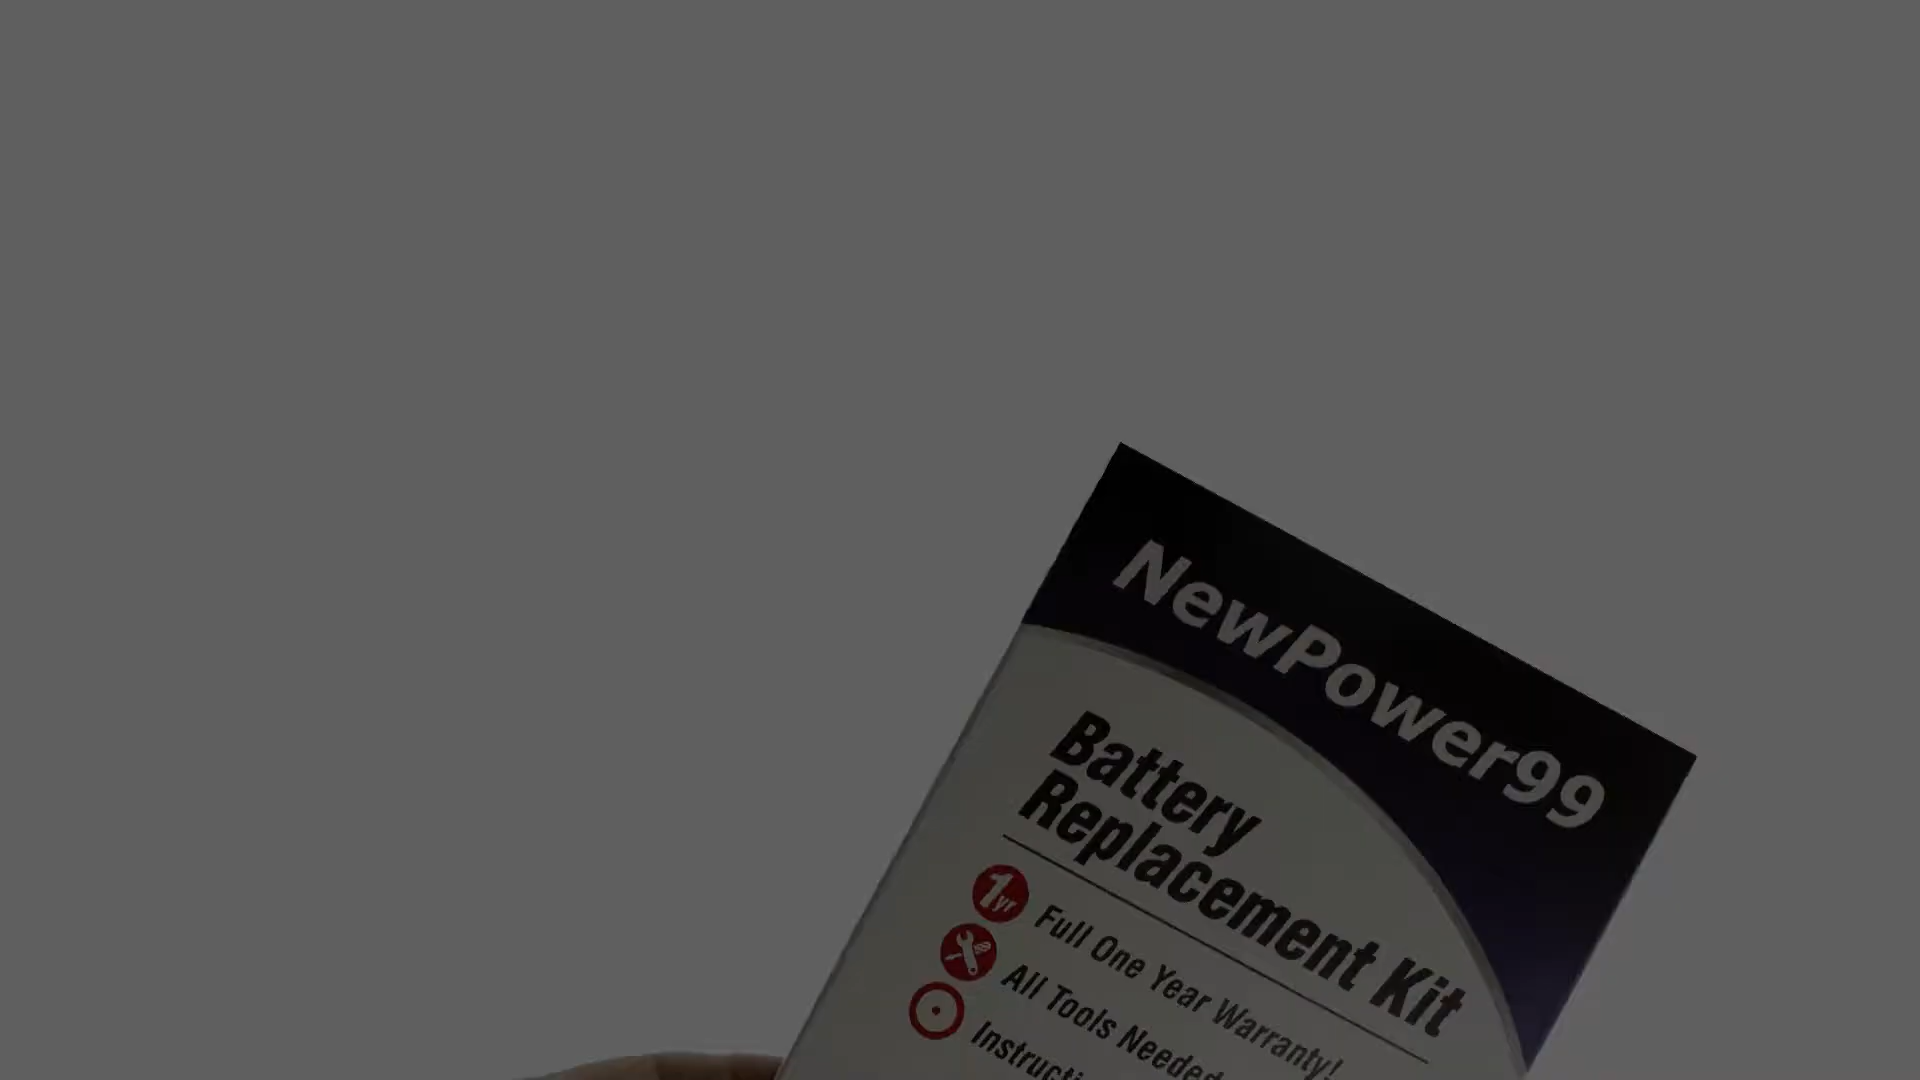 NewPower99
Battery
Replacement Kit
1yr Full One Year Warranty!
All Tools Needed